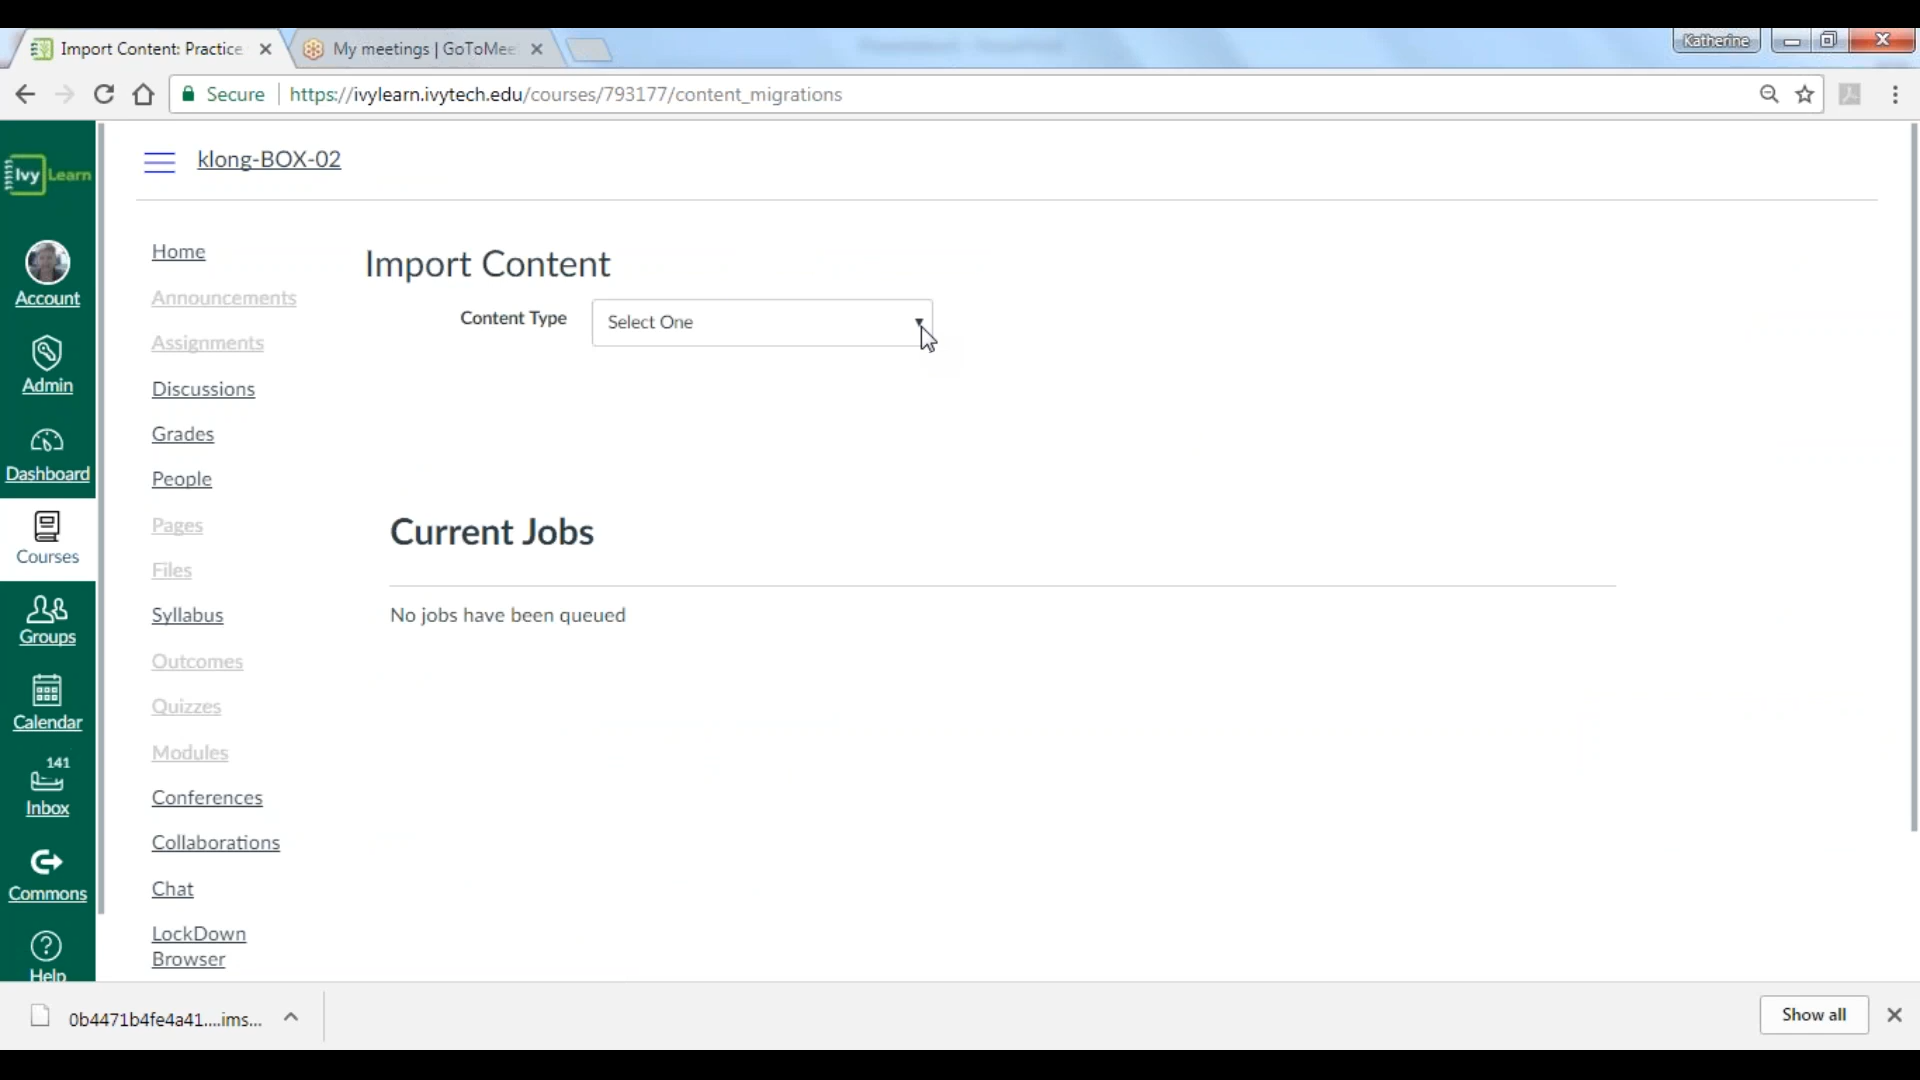 Import Content: Practice
My meetings | GoToMee
Katherine
Secure
https://ivylearn.ivytech.edu/courses/793177/content_migrations
Ivy Learn
klong-BOX-02
Account
Admin
Dashboard
Courses
Groups
Calendar
141
Inbox
Commons
Help
Home
Announcements
Assignments
Discussions
Grades
People
Pages
Files
Syllabus
Outcomes
Quizzes
Modules
Conferences
Collaborations
Chat
LockDown
Browser
Import Content
Content Type
Select One
Current Jobs
No jobs have been queued
0b4471b4fe4a41....ims...
Show all